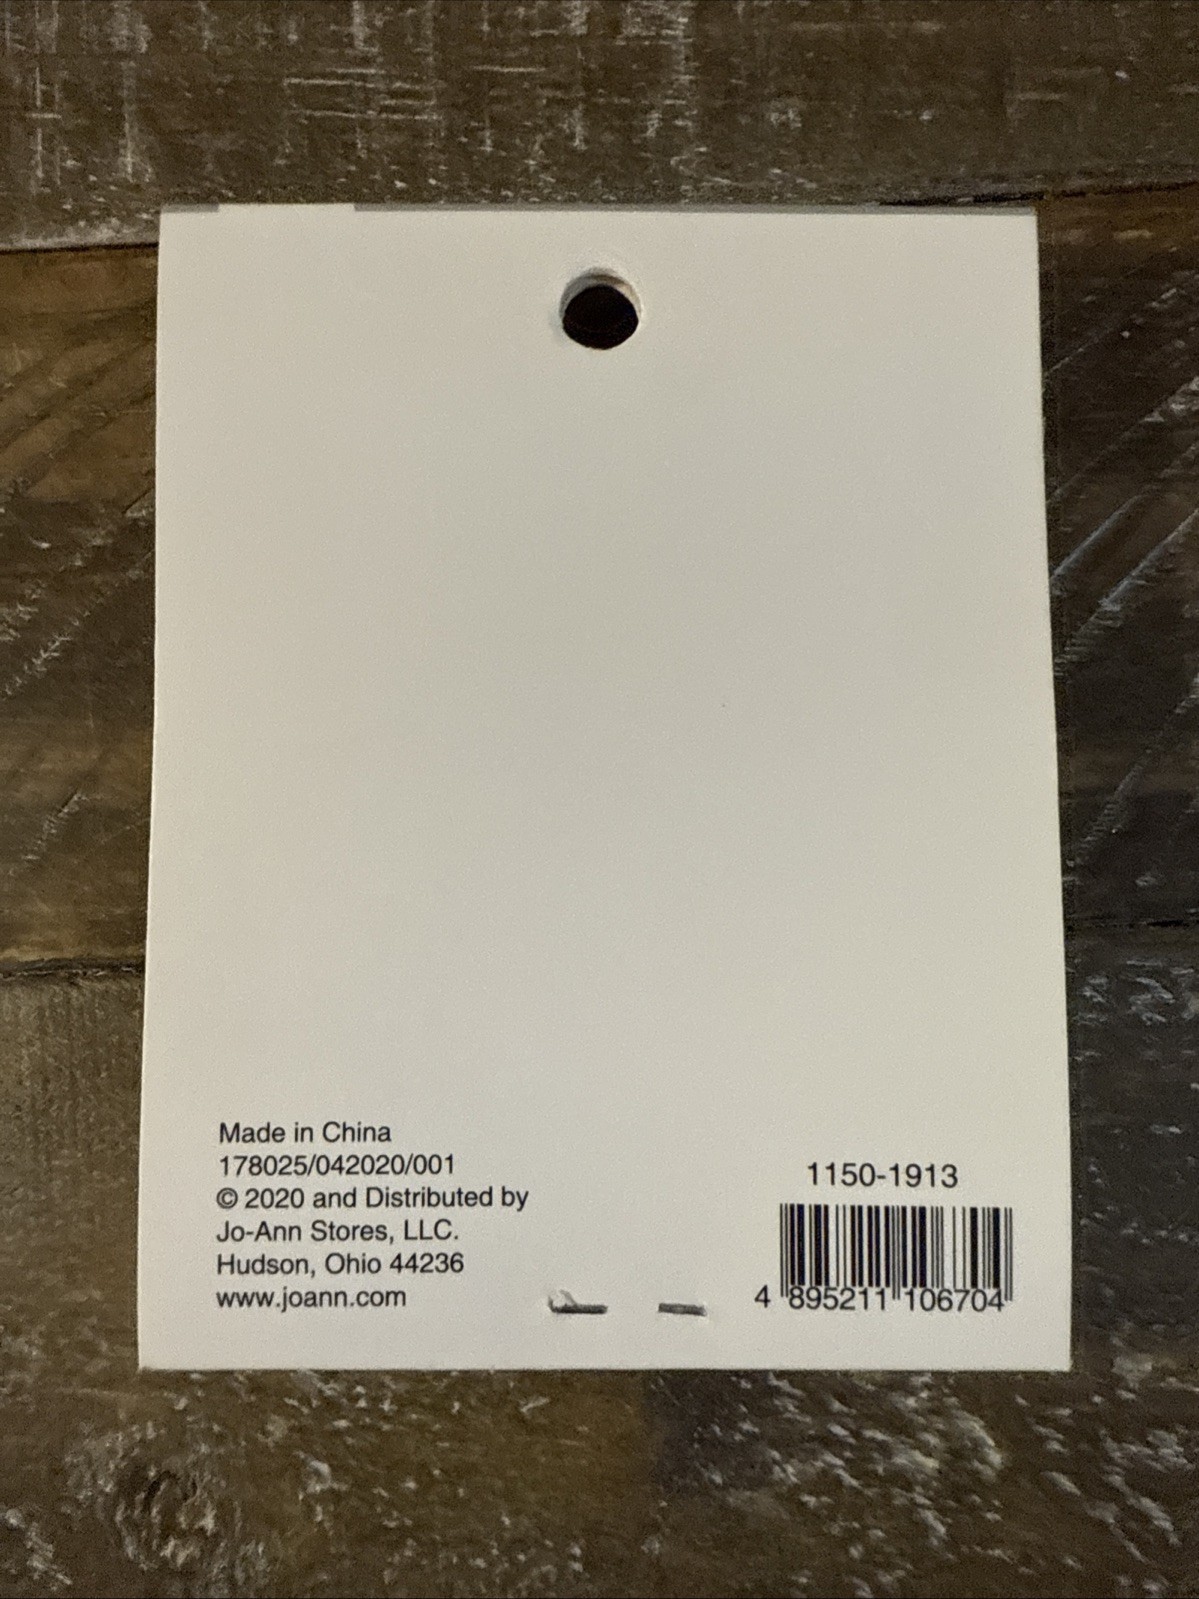 Made in China
178025/042020/001
© 2020 and Distributed by
Jo-Ann Stores, LLC.
Hudson, Ohio 44236
www.joann.com
1150-1913
4 895211 106704